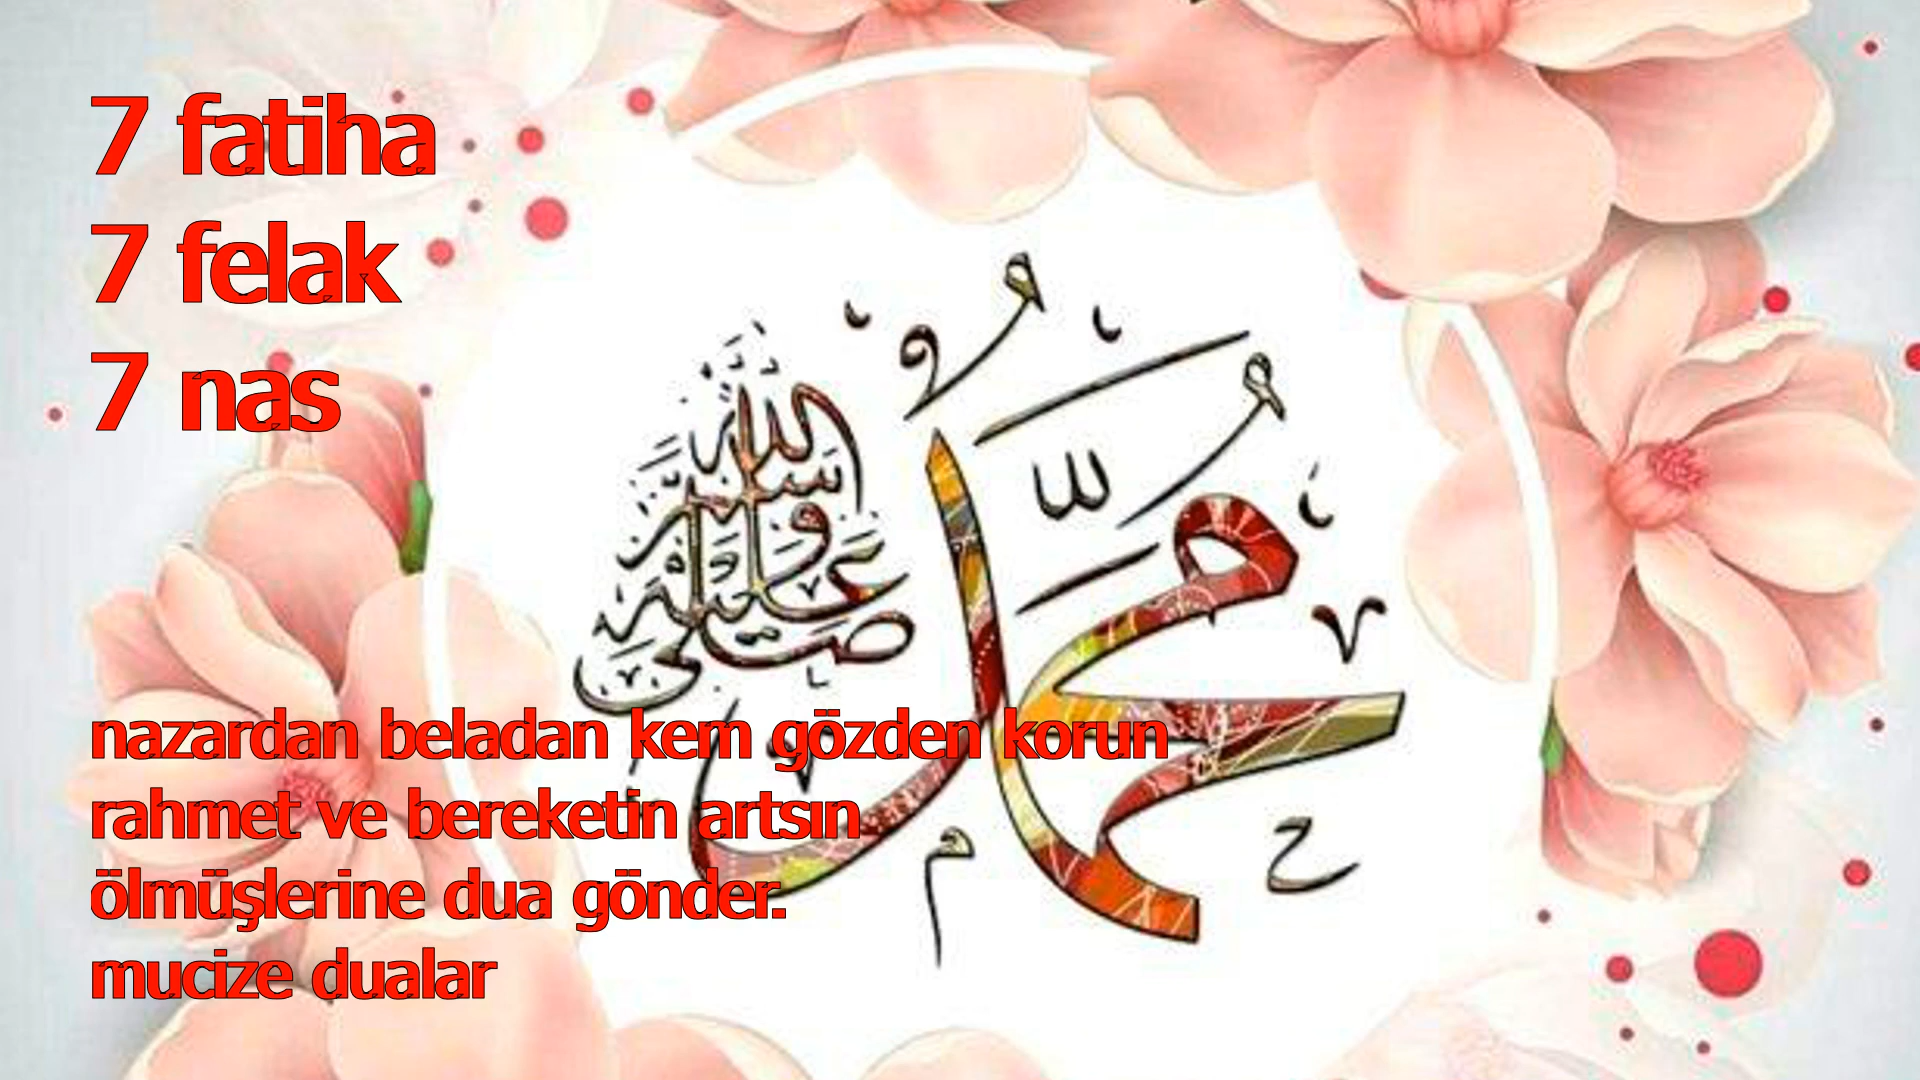 7 fatiha
7 felak
7 nas
محمد
صلى الله عليه وسلم
nazardan beladan kem gözden korun
rahmet ve bereketin artsın
ölmüşlerine dua gönder.
mucize dualar